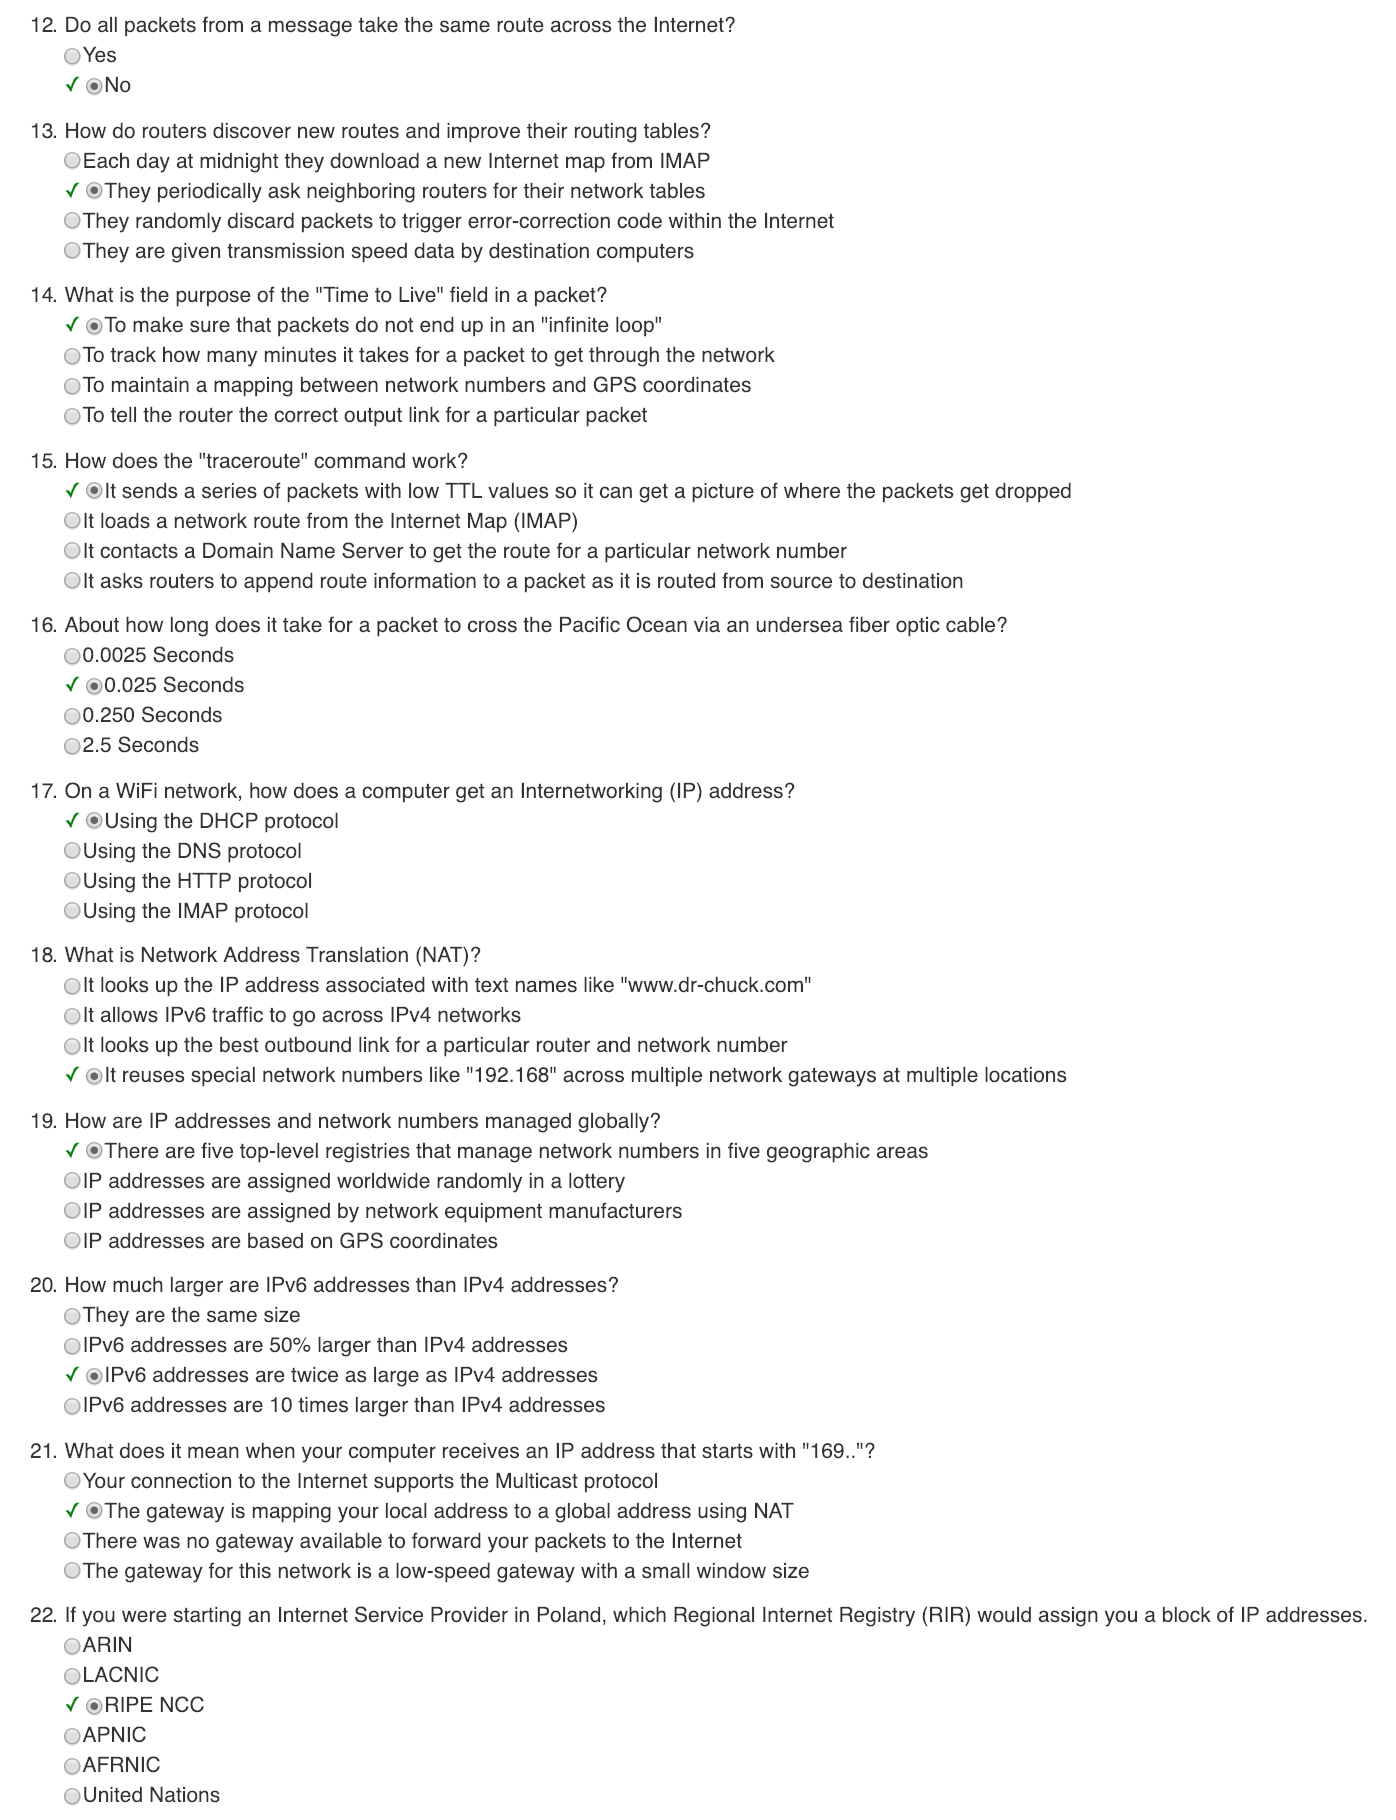 12. Do all packets from a message take the same route across the Internet?
Yes
✓ No
13. How do routers discover new routes and improve their routing tables?
Each day at midnight they download a new Internet map from IMAP
✓ They periodically ask neighboring routers for their network tables
They randomly discard packets to trigger error-correction code within the Internet
They are given transmission speed data by destination computers
14. What is the purpose of the "Time to Live" field in a packet?
✓ To make sure that packets do not end up in an "infinite loop"
To track how many minutes it takes for a packet to get through the network
To maintain a mapping between network numbers and GPS coordinates
To tell the router the correct output link for a particular packet
15. How does the "traceroute" command work?
✓ It sends a series of packets with low TTL values so it can get a picture of where the packets get dropped
It loads a network route from the Internet Map (IMAP)
It contacts a Domain Name Server to get the route for a particular network number
It asks routers to append route information to a packet as it is routed from source to destination
16. About how long does it take for a packet to cross the Pacific Ocean via an undersea fiber optic cable?
0.0025 Seconds
✓ 0.025 Seconds
0.250 Seconds
2.5 Seconds
17. On a WiFi network, how does a computer get an Internetworking (IP) address?
✓ Using the DHCP protocol
Using the DNS protocol
Using the HTTP protocol
Using the IMAP protocol
18. What is Network Address Translation (NAT)?
It looks up the IP address associated with text names like "www.dr-chuck.com"
It allows IPv6 traffic to go across IPv4 networks
It looks up the best outbound link for a particular router and network number
✓ It reuses special network numbers like "192.168" across multiple network gateways at multiple locations
19. How are IP addresses and network numbers managed globally?
✓ There are five top-level registries that manage network numbers in five geographic areas
IP addresses are assigned worldwide randomly in a lottery
IP addresses are assigned by network equipment manufacturers
IP addresses are based on GPS coordinates
20. How much larger are IPv6 addresses than IPv4 addresses?
They are the same size
IPv6 addresses are 50% larger than IPv4 addresses
✓ IPv6 addresses are twice as large as IPv4 addresses
IPv6 addresses are 10 times larger than IPv4 addresses
21. What does it mean when your computer receives an IP address that starts with "169.."?
Your connection to the Internet supports the Multicast protocol
✓ The gateway is mapping your local address to a global address using NAT
There was no gateway available to forward your packets to the Internet
The gateway for this network is a low-speed gateway with a small window size
22. If you were starting an Internet Service Provider in Poland, which Regional Internet Registry (RIR) would assign you a block of IP addresses.
ARIN
LACNIC
✓ RIPE NCC
APNIC
AFRNIC
United Nations